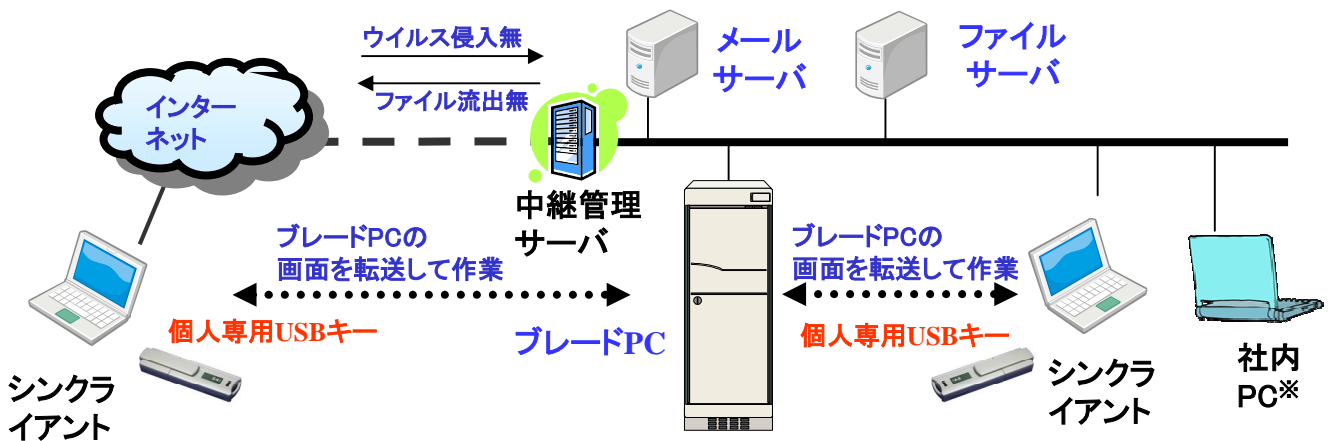 ウイルス侵入無
ファイル流出無
メール
サーバ
ファイル
サーバ
インター
ネット
中継管理
サーバ
ブレードPCの
画面を転送して作業
ブレードPCの
画面を転送して作業
個人専用USBキー
ブレードPC
個人専用USBキー
シンクラ
イアント
シンクラ
イアント
社内
PC※